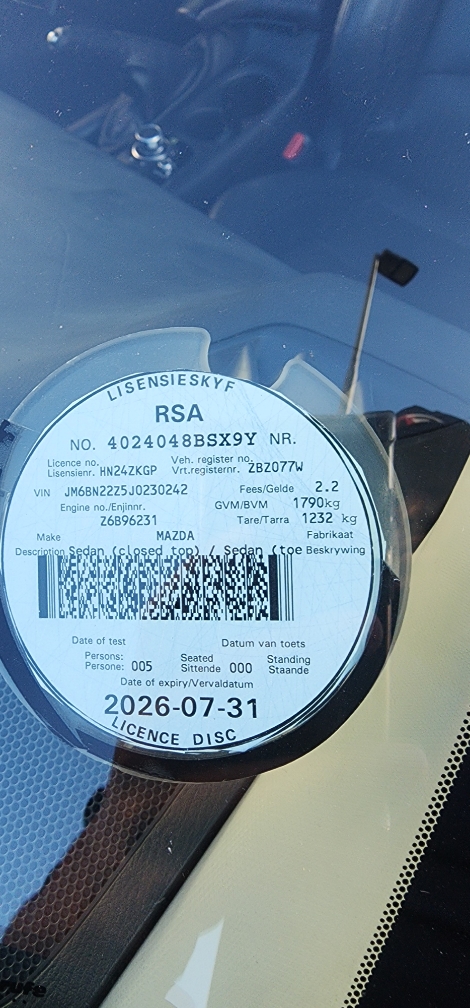 LISENSIESKYF
RSA
NO. 4024048BSX9Y NR.
Licence no. Veh. register no.
Lisensienr. HN24ZKGP Vrt.registernr. ZBZ077W
VIN JM6BN22Z5J0230242 Fees/Gelde 2.2
Engine no./Enjinnr. GVM/BVM 1790kg
Z6B96231 Tare/Tarra 1232 kg
Make MAZDA Fabrikaat
Description Sedan (closed top) / Sedan (toe Beskrywing
Date of test Datum van toets
Persons: Seated Standing
Persone: 005 Sittende 000 Staande
Date of expiry/Vervaldatum
2026-07-31
LICENCE DISC